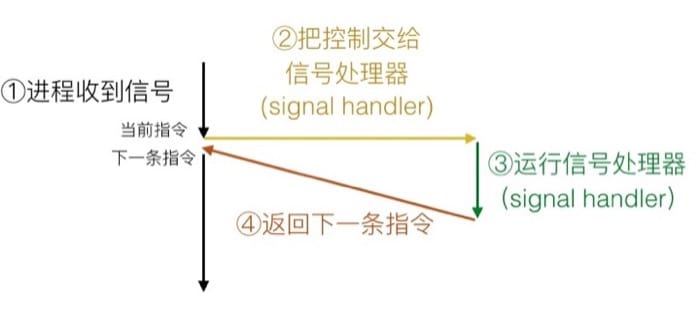 ①进程收到信号
当前指令
下一条指令
②把控制交给
信号处理器
(signal handler)
③运行信号处理器
(signal handler)
④返回下一条指令